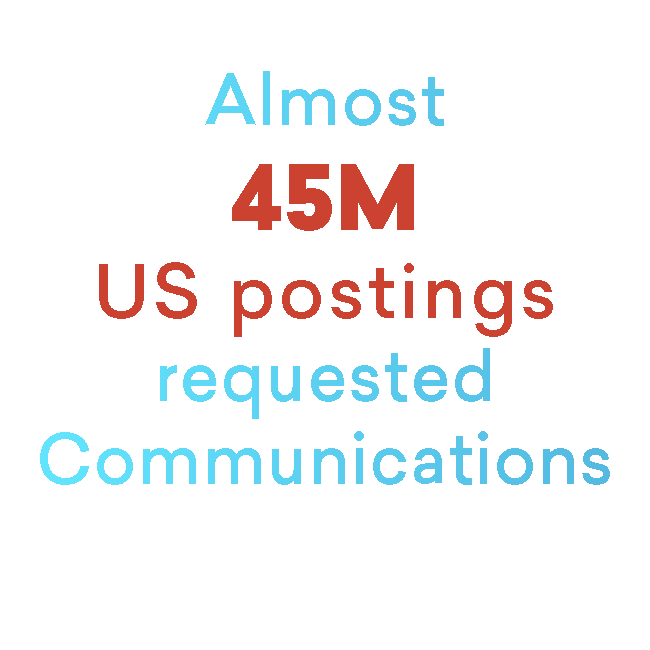 Almost
45M
US postings
requested
Communications